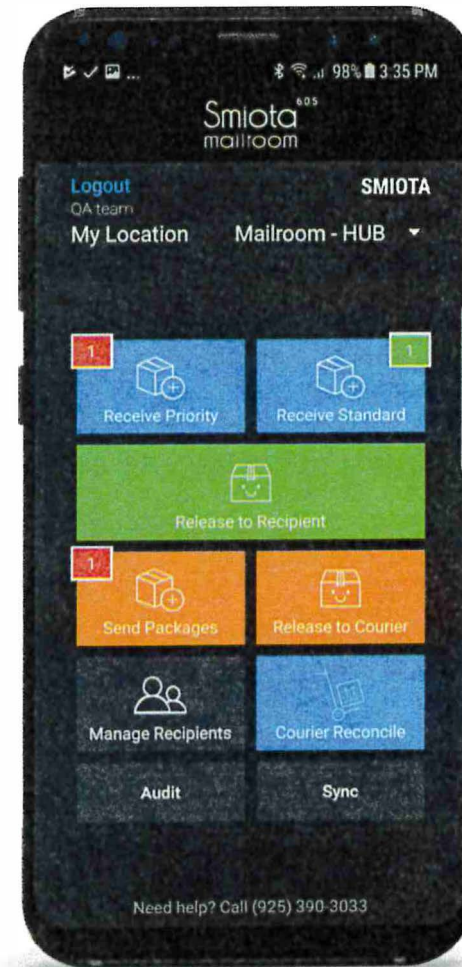 98% 3:35 PM
Smiota
605
mailroom
Logout
SMIOTA
QA team
My Location
Mailroom - HUB
1
1
Receive Priority
Receive Standard
Release to Recipient
1
Send Packages
Release to Courier
Manage Recipients
Courier Reconcile
Audit
Sync
Need help? Call (925) 390-3033